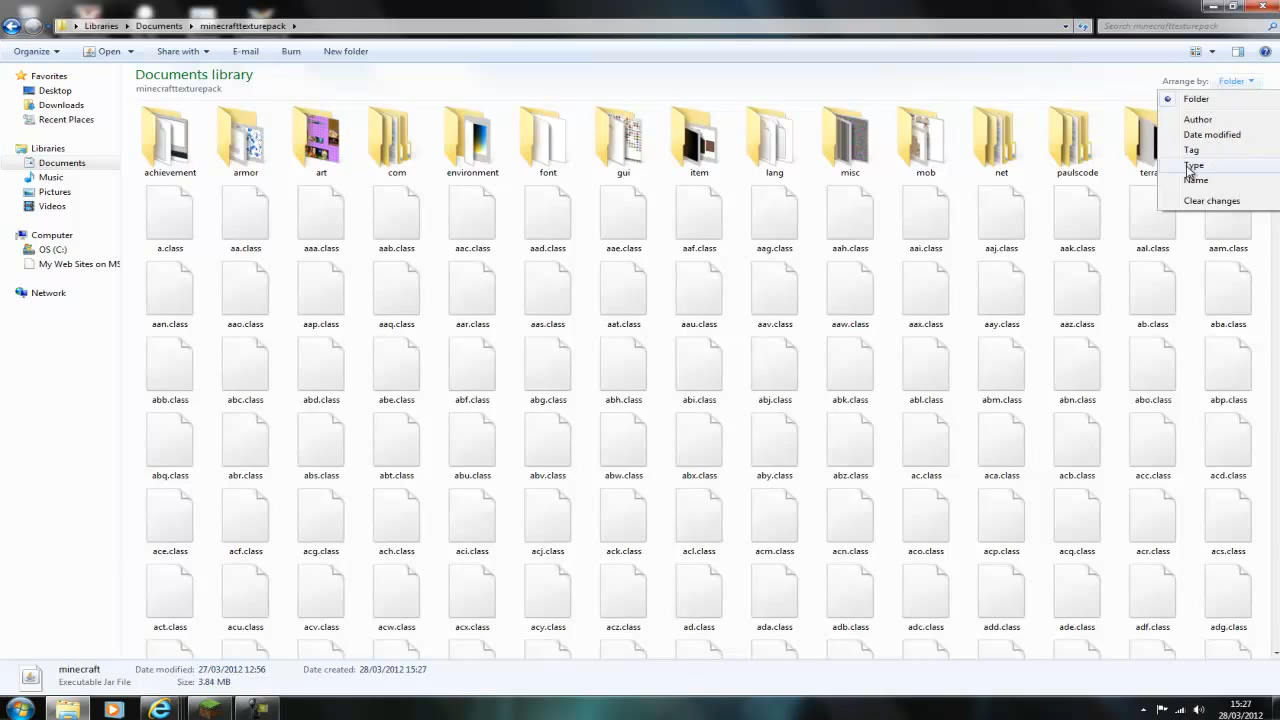 Libraries ▸ Documents ▸ minecrafttexturepack ▸
Search minecrafttexturepack
Organize Open Share with E-mail Burn New folder
Favorites
Desktop
Downloads
Recent Places
Libraries
Documents
Music
Pictures
Videos
Computer
OS (C:)
My Web Sites on MS
Network
Documents library
minecrafttexturepack
Arrange by: Folder
Folder
Author
Date modified
Tag
Type
Name
Clear changes
achievement armor art com environment font gui item lang misc mob net paulscode terra
a.class aa.class aaa.class aab.class aac.class aad.class aae.class aaf.class aag.class aah.class aai.class aaj.class aak.class aal.class aam.class
aan.class aao.class aap.class aaq.class aar.class aas.class aat.class aau.class aav.class aaw.class aax.class aay.class aaz.class ab.class aba.class
abb.class abc.class abd.class abe.class abf.class abg.class abh.class abi.class abj.class abk.class abl.class abm.class abn.class abo.class abp.class
abq.class abr.class abs.class abt.class abu.class abv.class abw.class abx.class aby.class abz.class ac.class aca.class acb.class acc.class acd.class
ace.class acf.class acg.class ach.class aci.class acj.class ack.class acl.class acm.class acn.class aco.class acp.class acq.class acr.class acs.class
act.class acu.class acv.class acw.class acx.class acy.class acz.class ad.class ada.class adb.class adc.class add.class ade.class adf.class adg.class
minecraft Date modified: 27/03/2012 12:56 Date created: 28/03/2012 15:27
Executable Jar File Size: 3.84 MB
15:27
28/03/2012